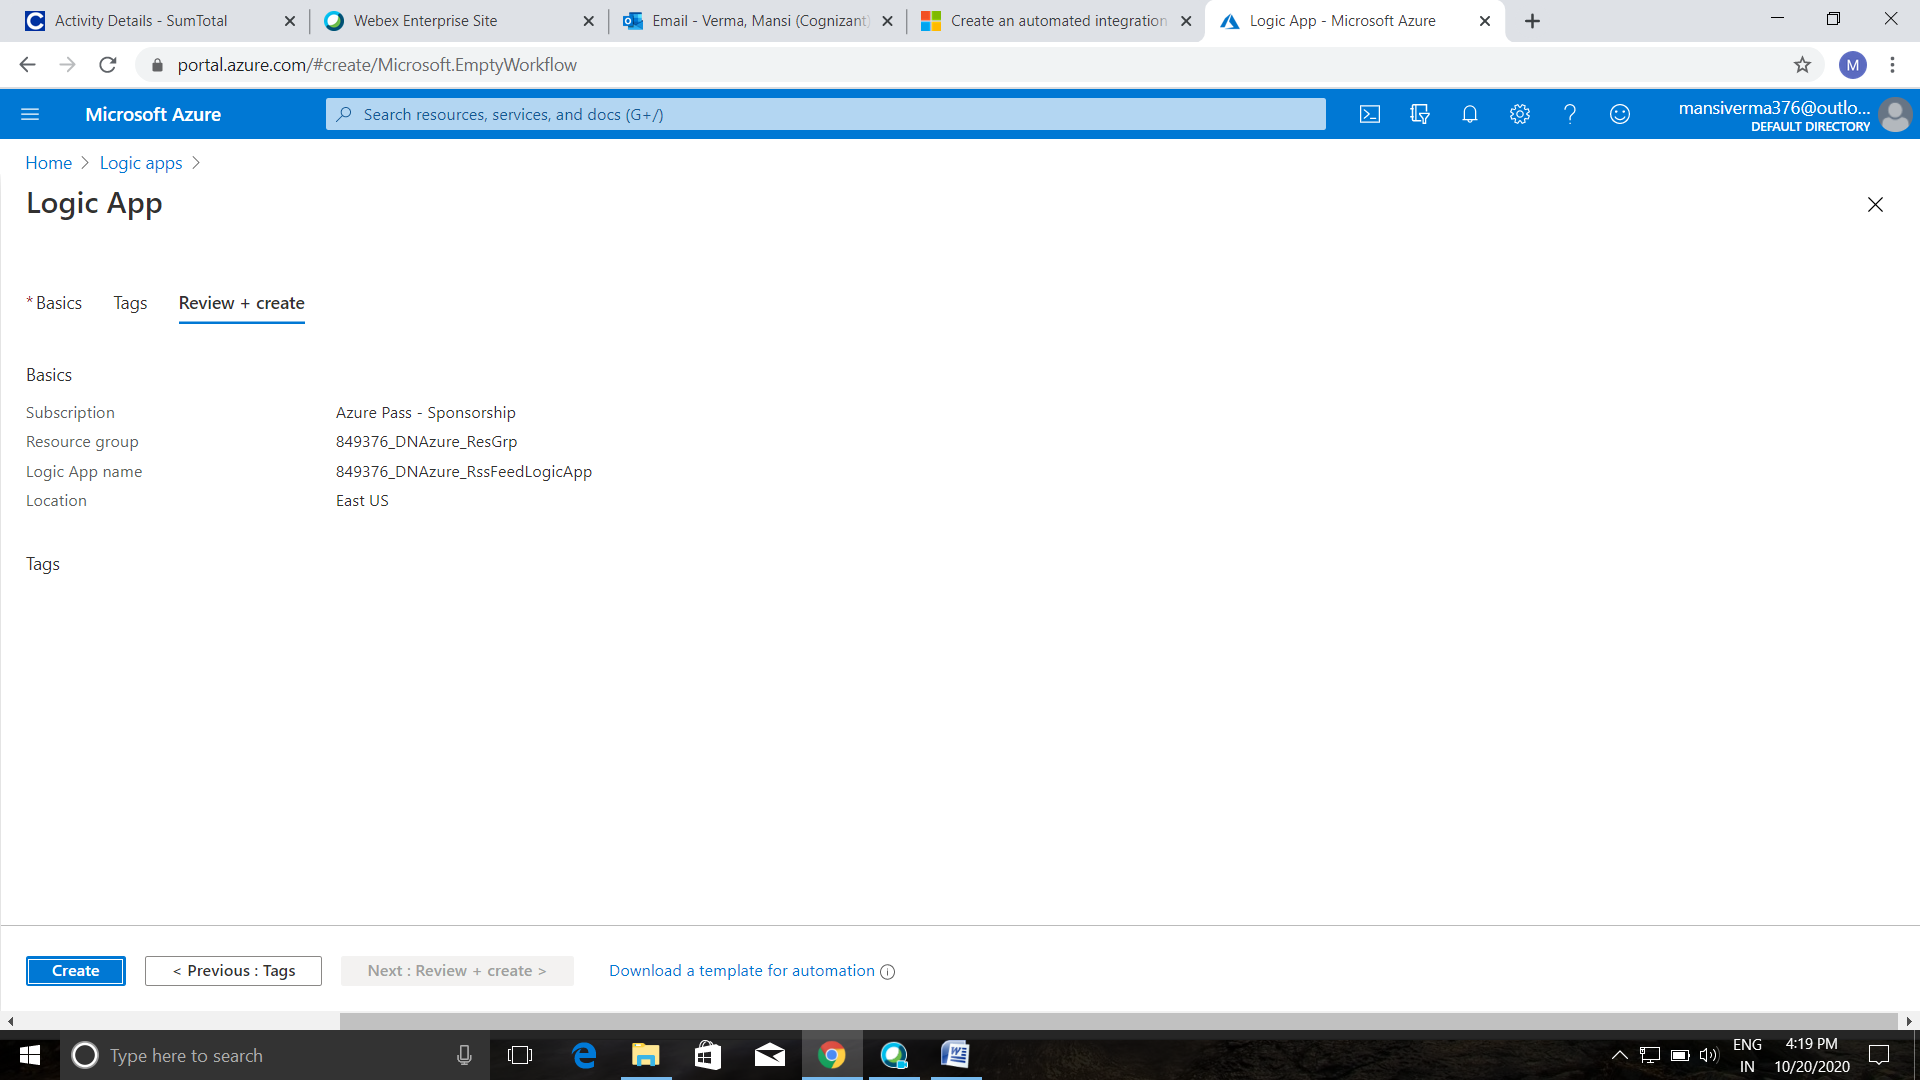 Activity Details - SumTotal
Webex Enterprise Site
Email - Verma, Mansi (Cognizant)
Create an automated integration
Logic App - Microsoft Azure
portal.azure.com/#create/Microsoft.EmptyWorkflow
M
Microsoft Azure
Search resources, services, and docs (G+/)
mansiverma376@outlo...
DEFAULT DIRECTORY
Home > Logic apps >
Logic App
* Basics
Tags
Review + create
Basics
Subscription Azure Pass - Sponsorship
Resource group 849376_DNAzure_ResGrp
Logic App name 849376_DNAzure_RssFeedLogicApp
Location East US
Tags
Create
< Previous : Tags
Next : Review + create >
Download a template for automation
Type here to search
ENG
IN
4:19 PM
10/20/2020